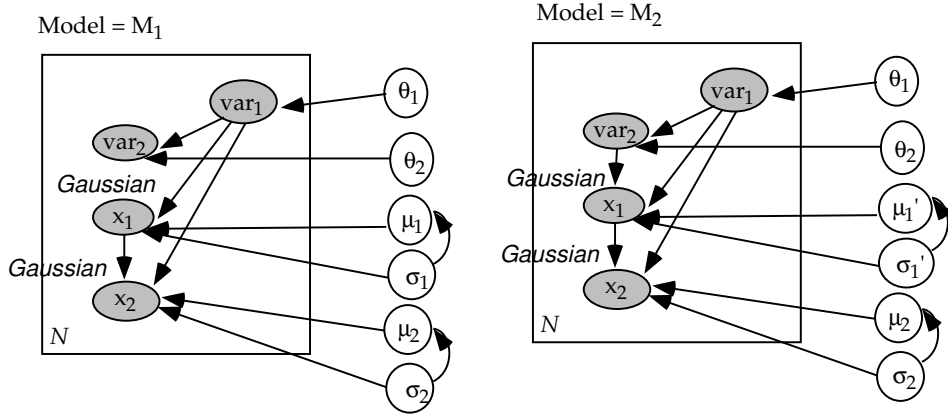 Model = M₁
var₁
θ₁
var₂
θ₂
Gaussian
x₁
μ₁
Gaussian
σ₁
x₂
μ₂
N
σ₂
Model = M₂
var₁
θ₁
var₂
θ₂
Gaussian
x₁
μ₁'
Gaussian
σ₁'
x₂
μ₂
N
σ₂